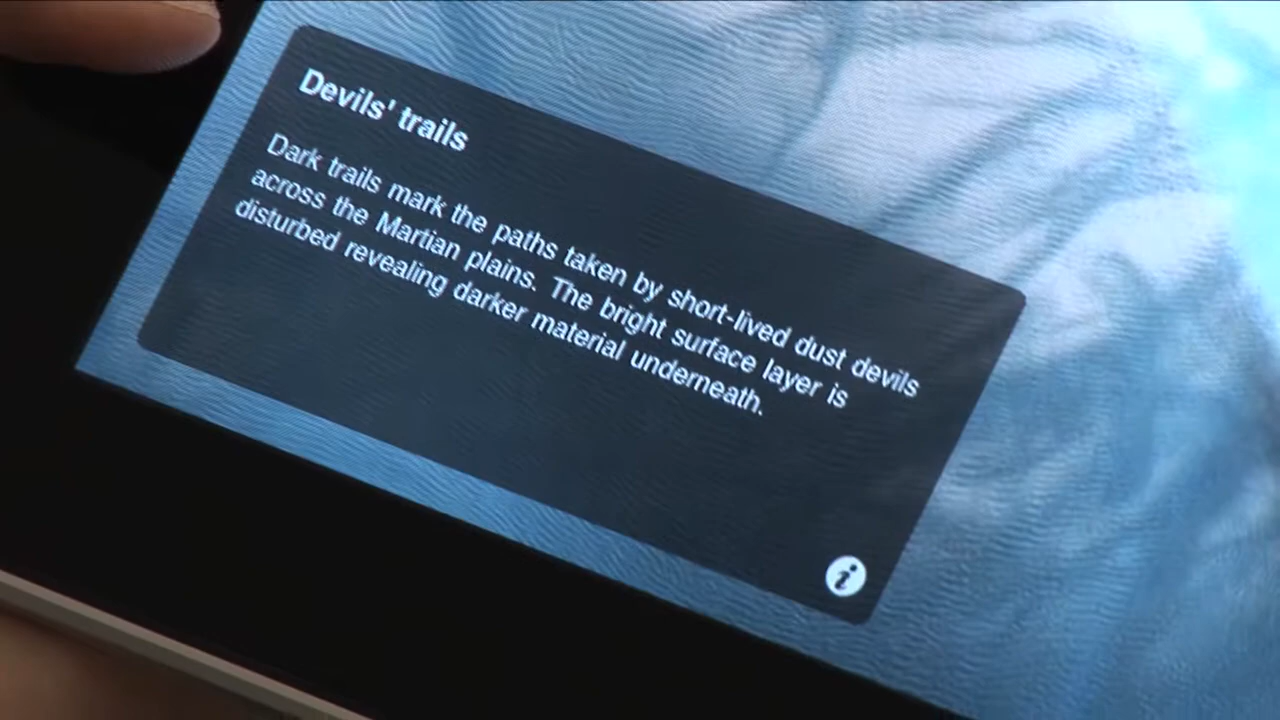 Devils' trails
Dark trails mark the paths taken by short-lived dust devils
across the Martian plains. The bright surface layer is
disturbed revealing darker material underneath.
i